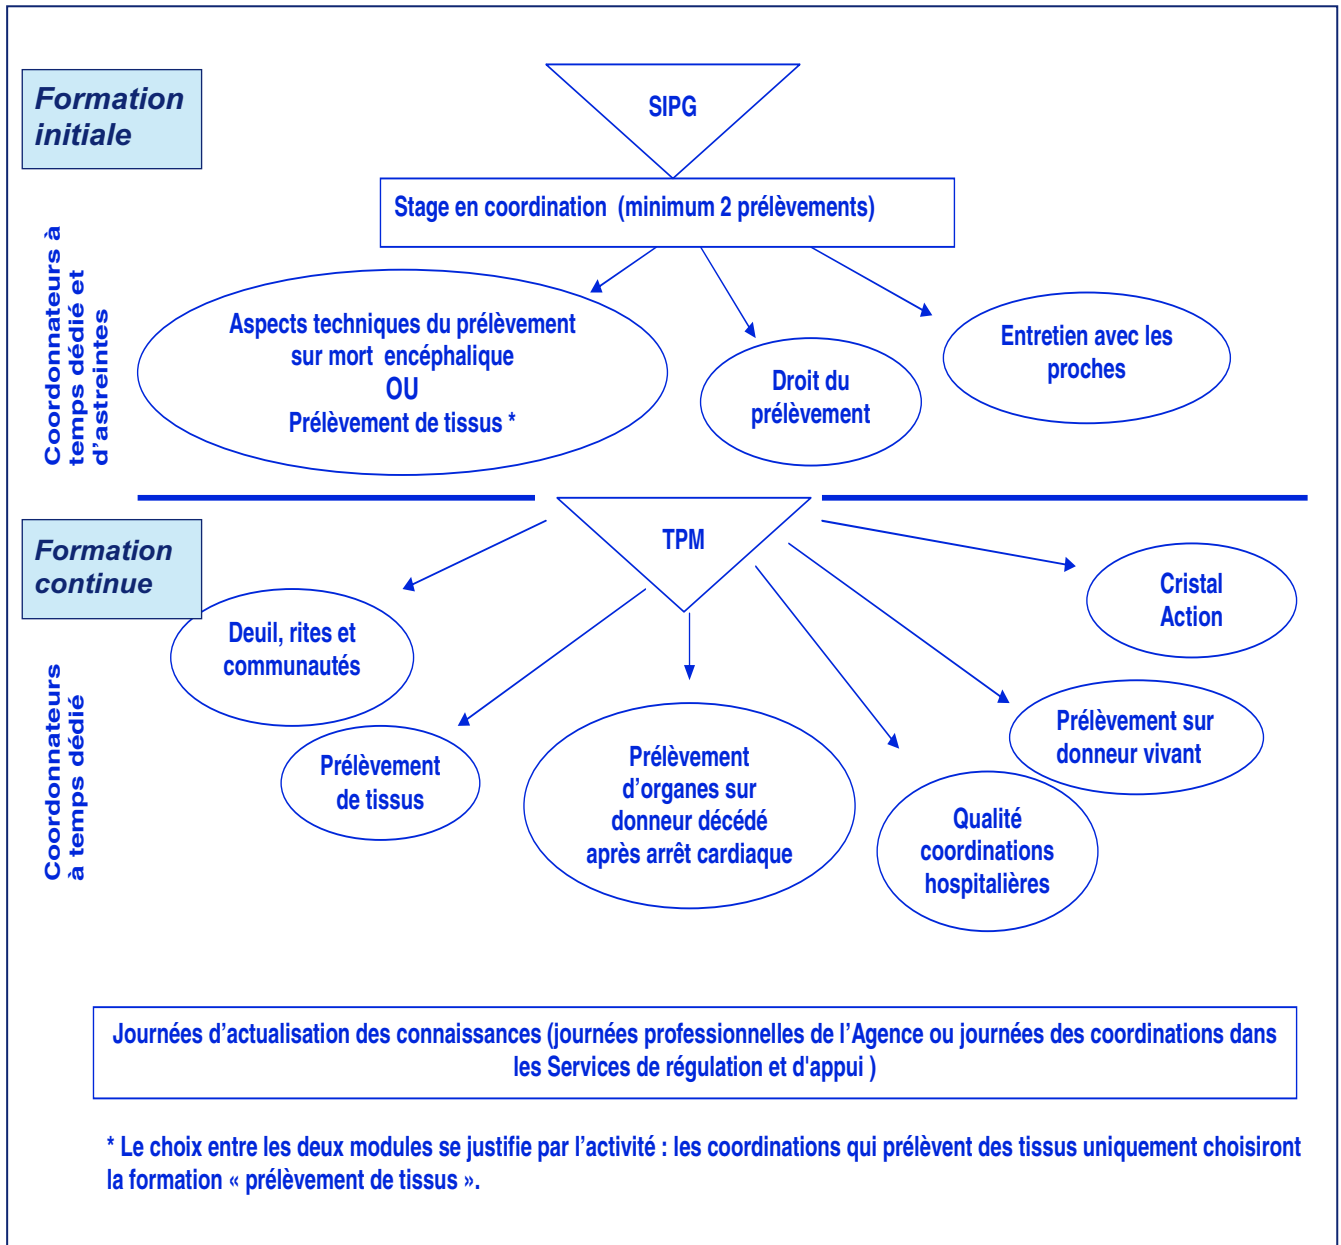 Formation
initiale
SIPG
Stage en coordination  (minimum 2 prélèvements)
Coordonnateurs à
temps dédié et
d'astreintes
Aspects techniques du prélèvement
sur mort  encéphalique
OU
Prélèvement de tissus *
Droit du
prélèvement
Entretien avec les
proches
Formation
continue
TPM
Coordonnateurs
à temps dédié
Deuil, rites et
communautés
Prélèvement
de tissus
Prélèvement
d'organes sur
donneur décédé
après arrêt cardiaque
Qualité
coordinations
hospitalières
Prélèvement sur
donneur vivant
Cristal
Action
Journées d'actualisation des connaissances (journées professionnelles de l'Agence ou journées des coordinations dans
les Services de régulation et d'appui )
* Le choix entre les deux modules se justifie par l'activité : les coordinations qui prélèvent des tissus uniquement choisiront
la formation « prélèvement de tissus ».